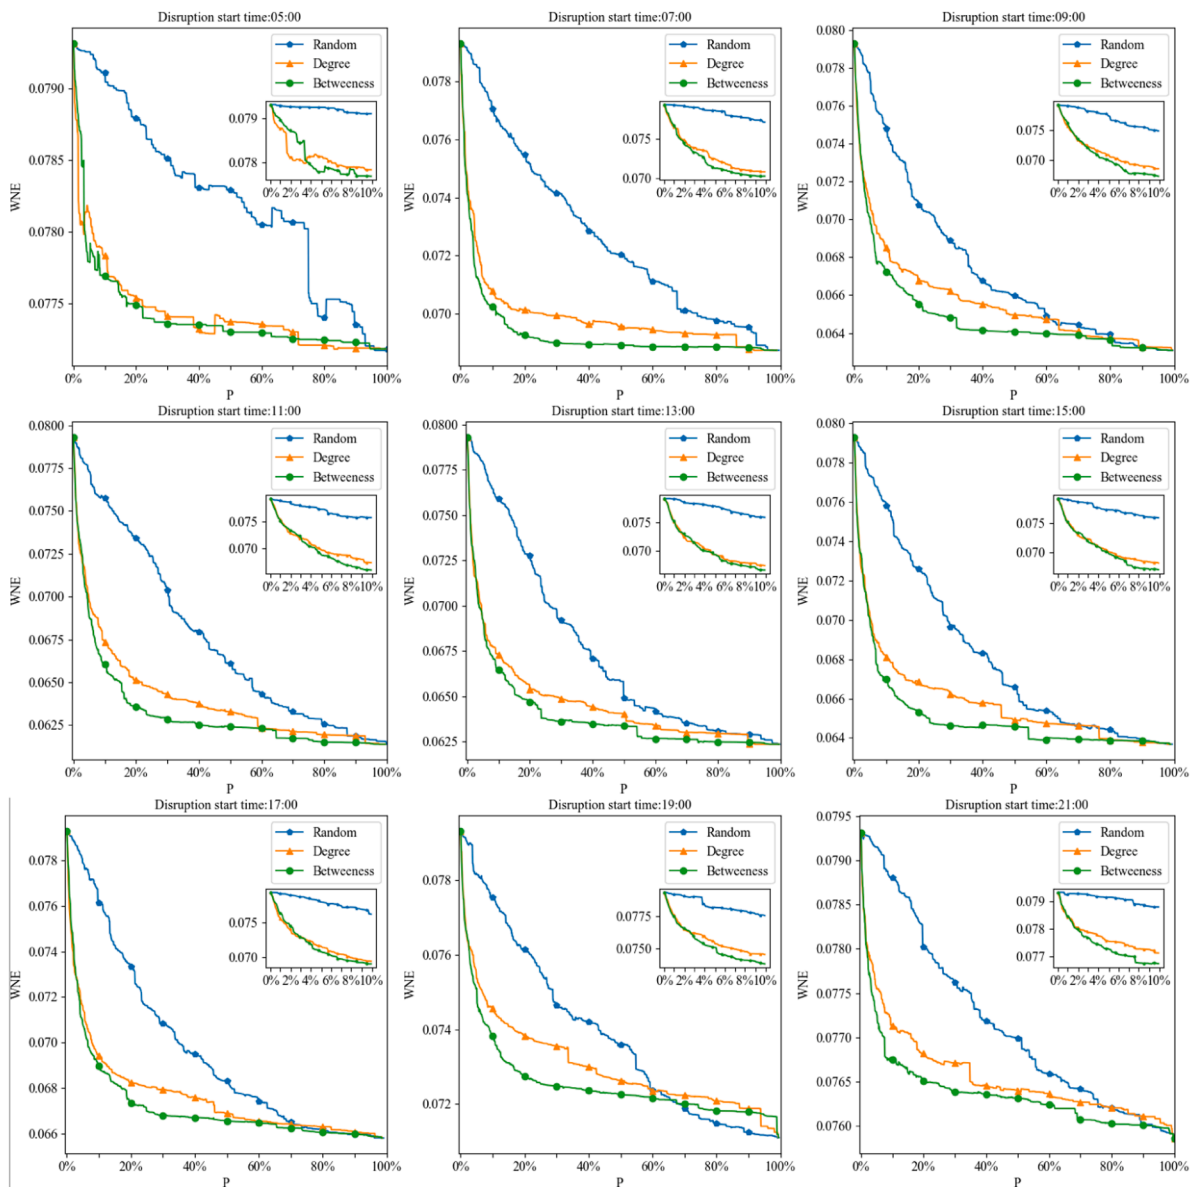 Disruption start time:05:00
WNE
0.0790
0.0785
0.0780
0.0775
Random
Degree
Betweeness
0.079
0.078
0% 2% 4% 6% 8% 10%
0% 20% 40% 60% 80% 100%
P
Disruption start time:07:00
WNE
0.078
0.076
0.074
0.072
0.070
Random
Degree
Betweeness
0.075
0.070
0% 2% 4% 6% 8% 10%
0% 20% 40% 60% 80% 100%
P
Disruption start time:09:00
WNE
0.080
0.078
0.076
0.074
0.072
0.070
0.068
0.066
0.064
Random
Degree
Betweeness
0.075
0.070
0% 2% 4% 6% 8% 10%
0% 20% 40% 60% 80% 100%
P
Disruption start time:11:00
WNE
0.0800
0.0775
0.0750
0.0725
0.0700
0.0675
0.0650
0.0625
Random
Degree
Betweeness
0.075
0.070
0% 2% 4% 6% 8% 10%
0% 20% 40% 60% 80% 100%
P
Disruption start time:13:00
WNE
0.0800
0.0775
0.0750
0.0725
0.0700
0.0675
0.0650
0.0625
Random
Degree
Betweeness
0.075
0.070
0% 2% 4% 6% 8% 10%
0% 20% 40% 60% 80% 100%
P
Disruption start time:15:00
WNE
0.080
0.078
0.076
0.074
0.072
0.070
0.068
0.066
0.064
Random
Degree
Betweeness
0.075
0.070
0% 2% 4% 6% 8% 10%
0% 20% 40% 60% 80% 100%
P
Disruption start time:17:00
WNE
0.078
0.076
0.074
0.072
0.070
0.068
0.066
Random
Degree
Betweeness
0.075
0.070
0% 2% 4% 6% 8% 10%
0% 20% 40% 60% 80% 100%
P
Disruption start time:19:00
WNE
0.078
0.076
0.074
0.072
Random
Degree
Betweeness
0.0775
0.0750
0% 2% 4% 6% 8% 10%
0% 20% 40% 60% 80% 100%
P
Disruption start time:21:00
WNE
0.0795
0.0790
0.0785
0.0780
0.0775
0.0770
0.0765
0.0760
Random
Degree
Betweeness
0.079
0.078
0.077
0% 2% 4% 6% 8% 10%
0% 20% 40% 60% 80% 100%
P